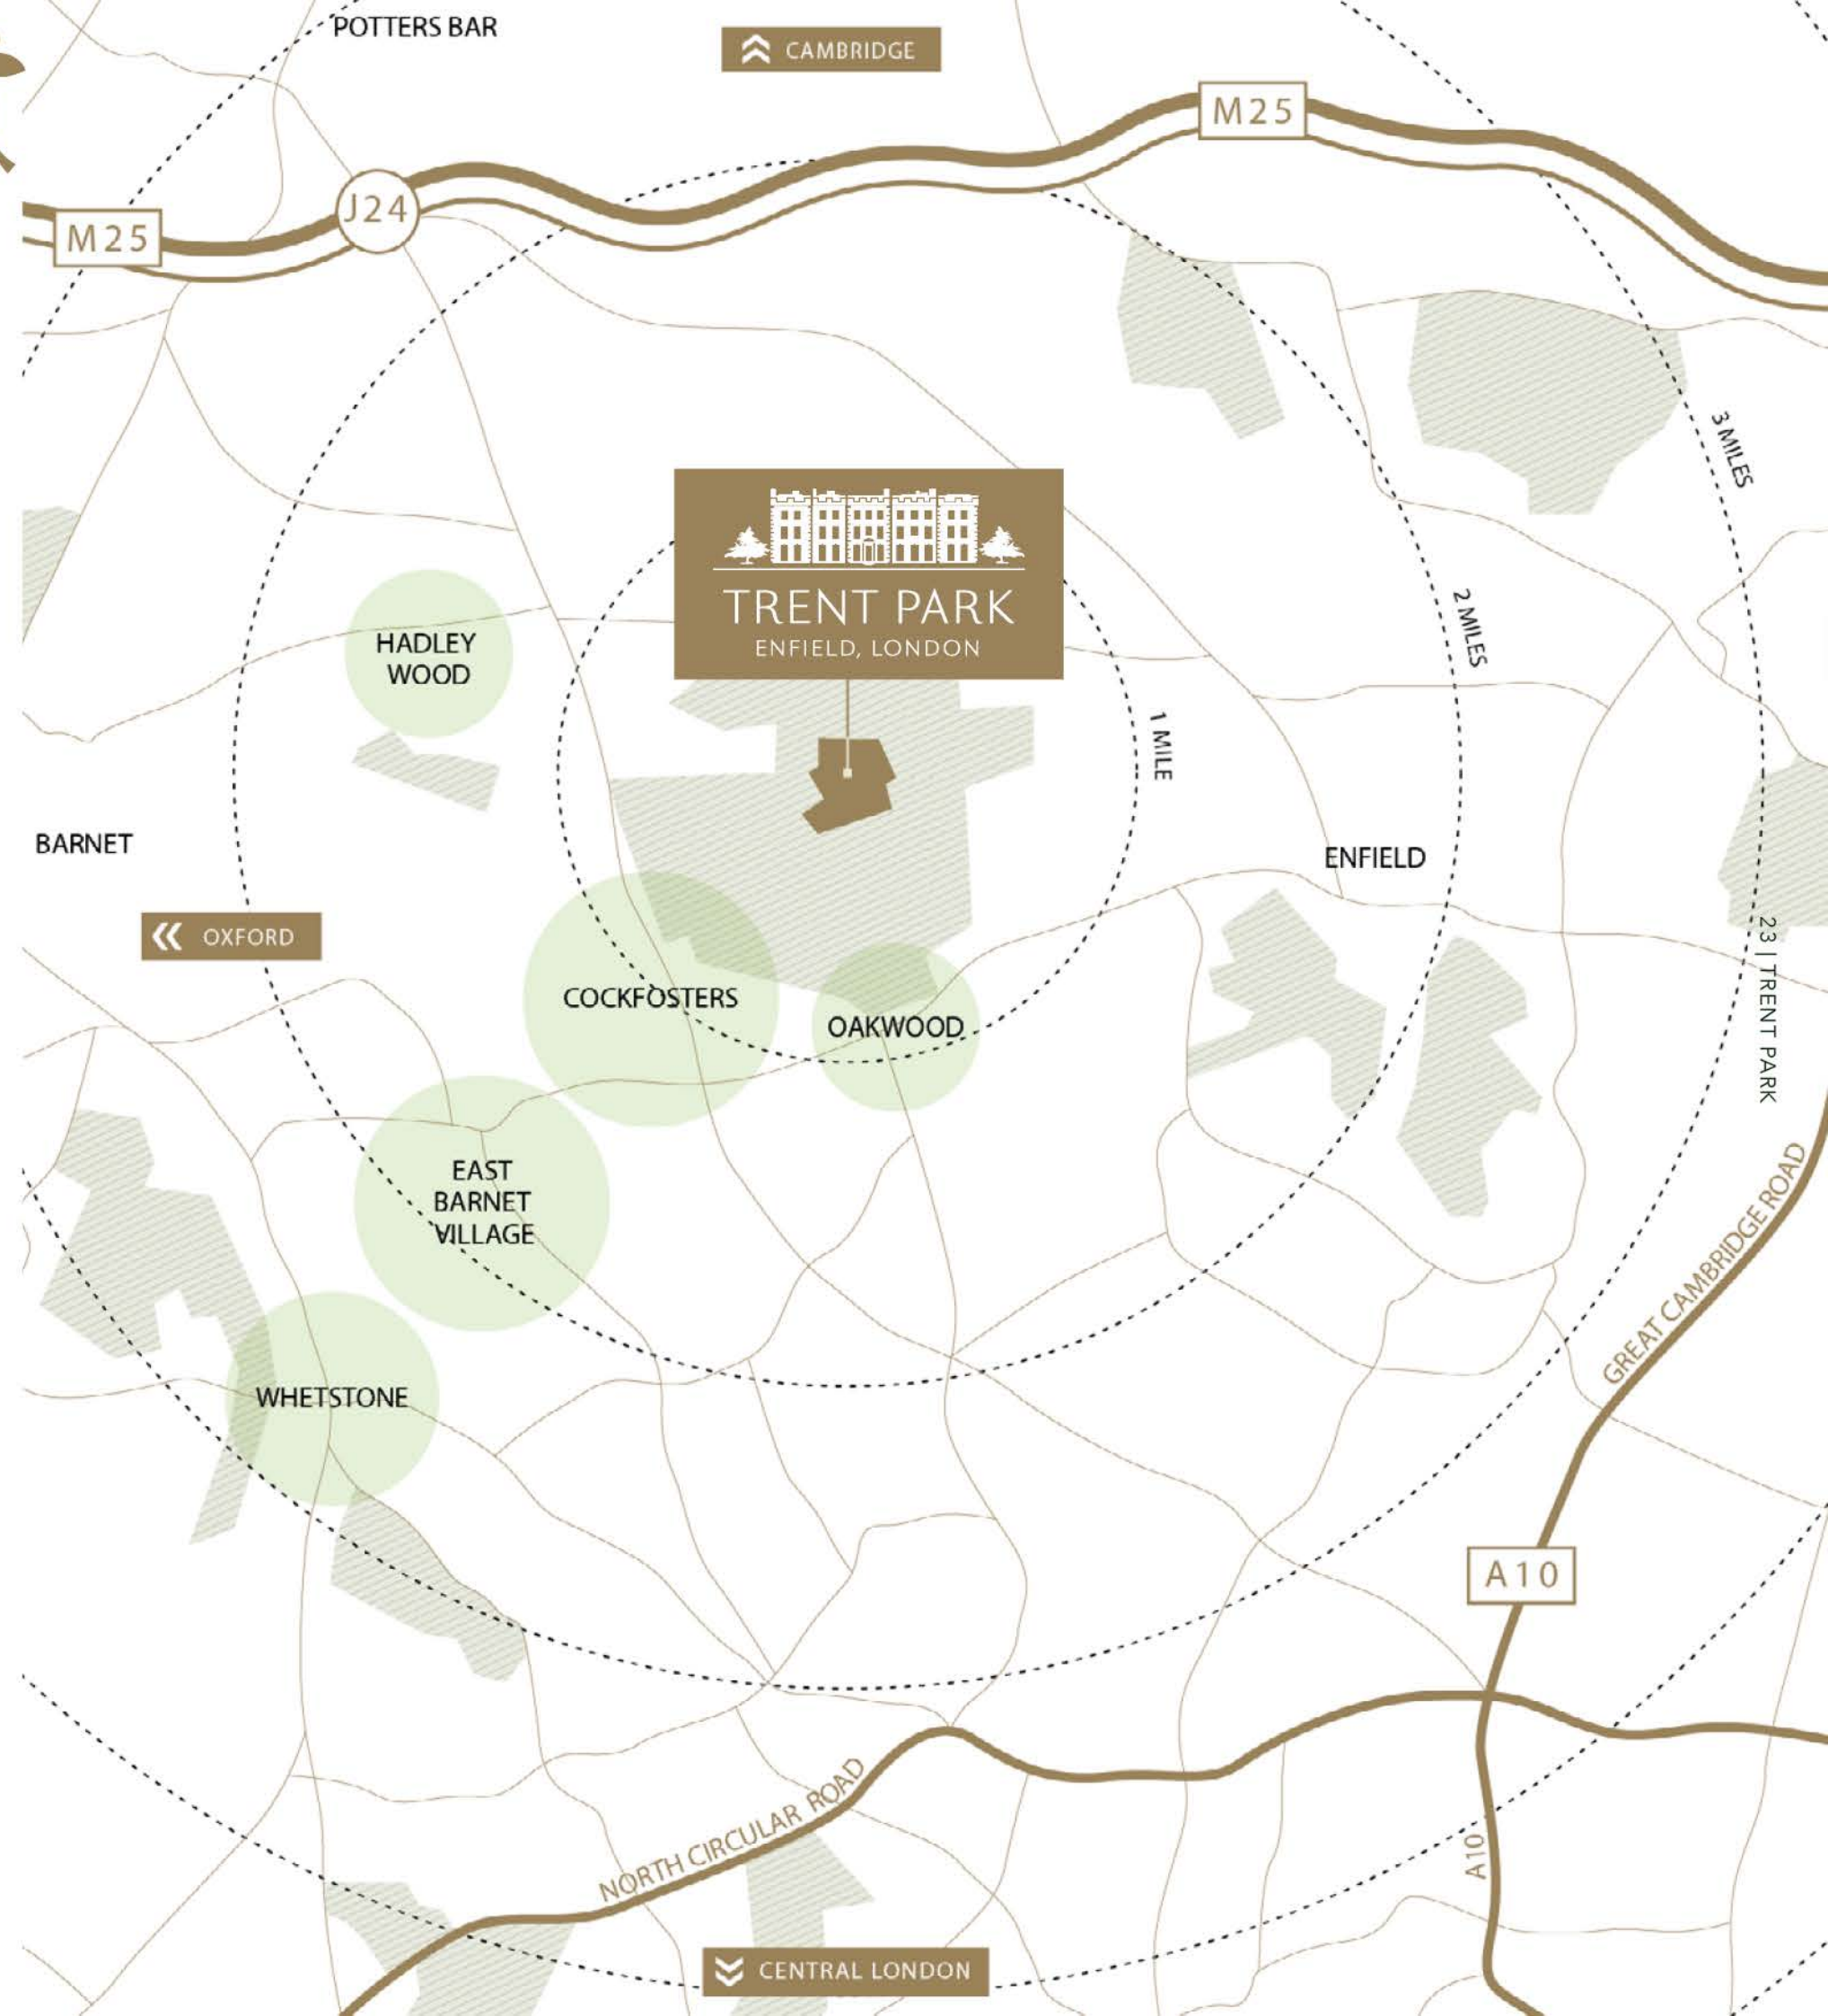 POTTERS BAR
CAMBRIDGE
M25
J24
M25
3 MILES
TRENT PARK
ENFIELD, LONDON
2 MILES
HADLEY
WOOD
1 MILE
BARNET
ENFIELD
OXFORD
23 | TRENT PARK
COCKFOSTERS
OAKWOOD
EAST
BARNET
VILLAGE
GREAT CAMBRIDGE ROAD
WHETSTONE
A10
NORTH CIRCULAR ROAD
A10
CENTRAL LONDON